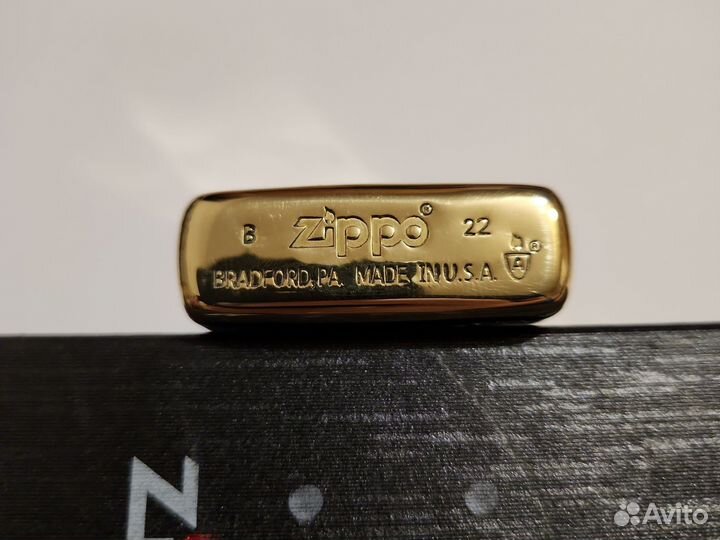 B zippo® 22
BRADFORD, PA. MADE IN U.S.A. A®
N
Avito